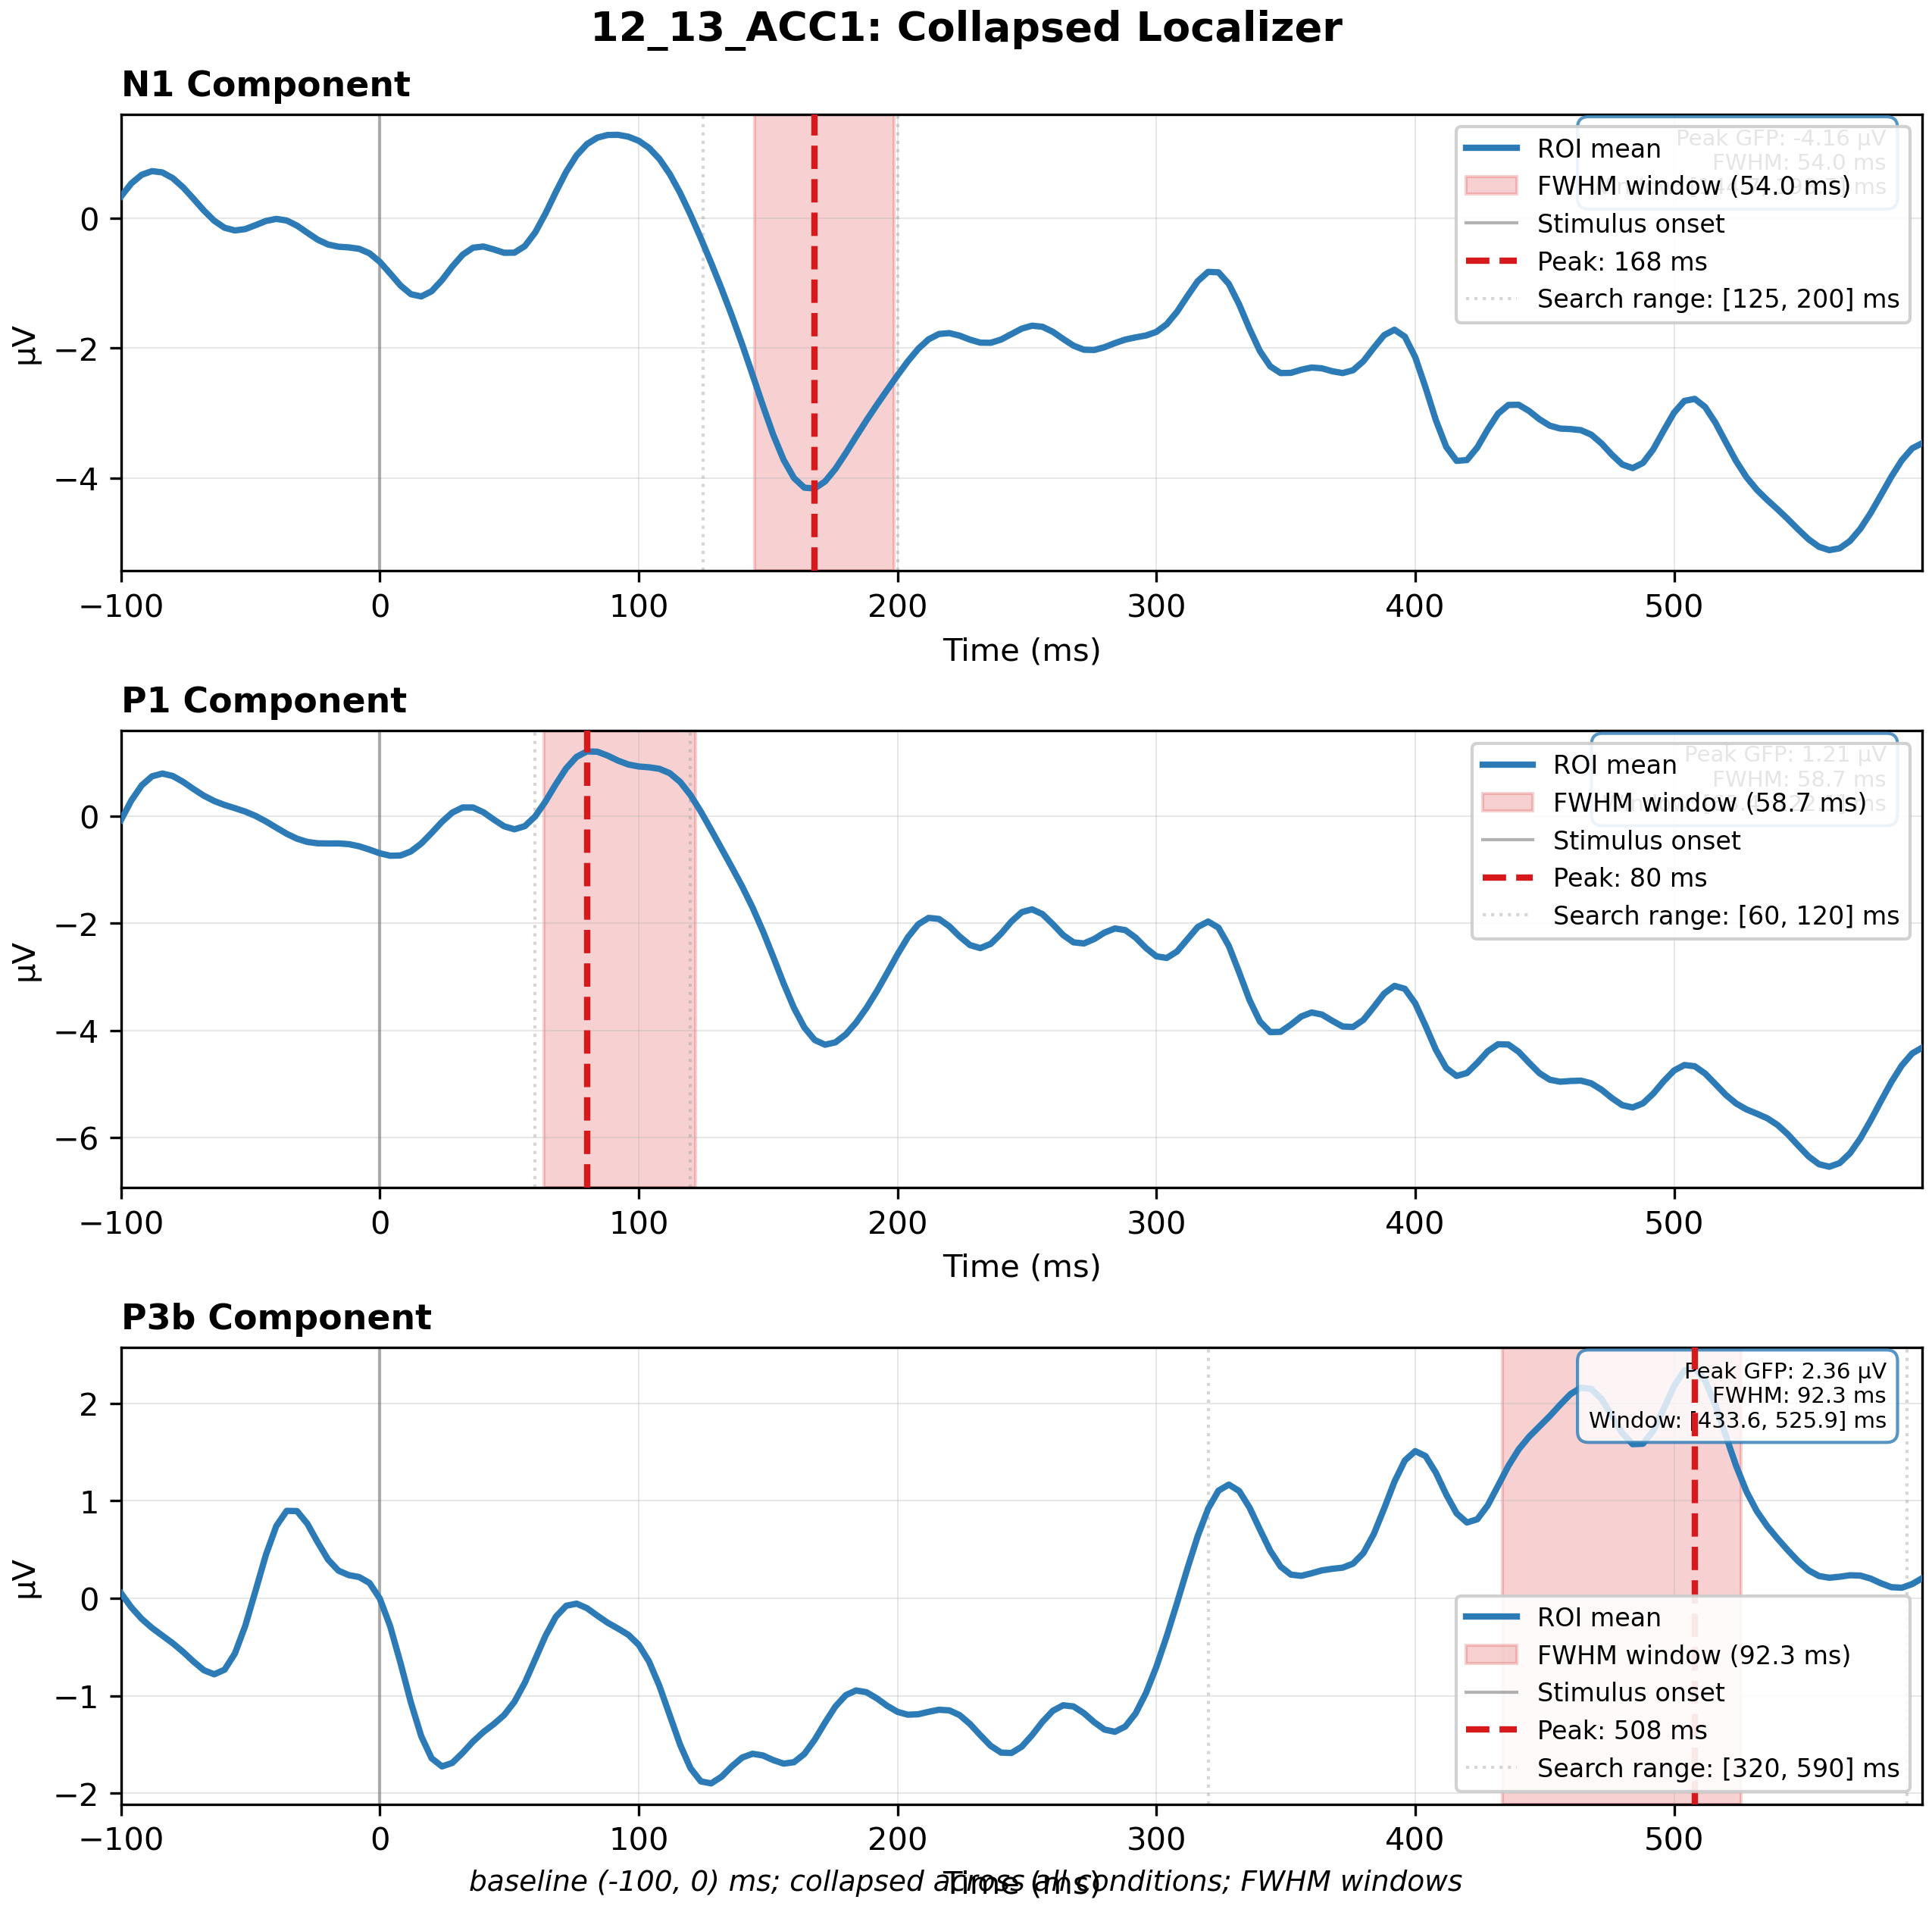 12_13_ACC1: Collapsed Localizer
N1 Component
Peak GFP: -4.16 µV
FWHM: 54.0 ms
ms
ROI mean
FWHM window (54.0 ms)
Stimulus onset
Peak: 168 ms
Search range: [125, 200] ms
0
−2
−4
µV
−100 0 100 200 300 400 500
Time (ms)
P1 Component
Peak GFP: 1.21 µV
FWHM: 58.7 ms
ms
ROI mean
FWHM window (58.7 ms)
Stimulus onset
Peak: 80 ms
Search range: [60, 120] ms
0
−2
−4
−6
µV
−100 0 100 200 300 400 500
Time (ms)
P3b Component
Peak GFP: 2.36 µV
FWHM: 92.3 ms
Window: [433.6, 525.9] ms
2
1
0
−1
−2
µV
ROI mean
FWHM window (92.3 ms)
Stimulus onset
Peak: 508 ms
Search range: [320, 590] ms
−100 0 100 200 300 400 500
Time (ms)
baseline (-100, 0) ms; collapsed across all conditions; FWHM windows